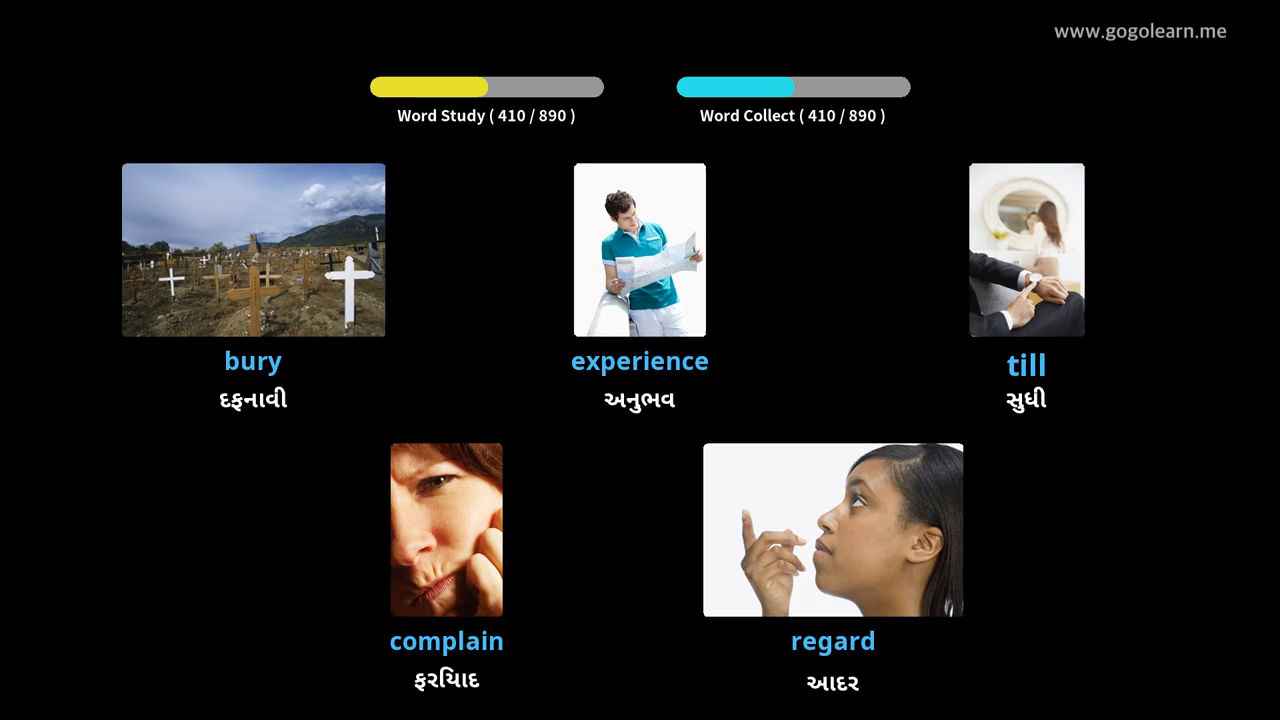 www.gogolearn.me
Word Study ( 410 / 890 )
Word Collect ( 410 / 890 )
bury
experience
till
દફનાવી
અનુભવ
સુધી
complain
regard
ફરિયાદ
આદર